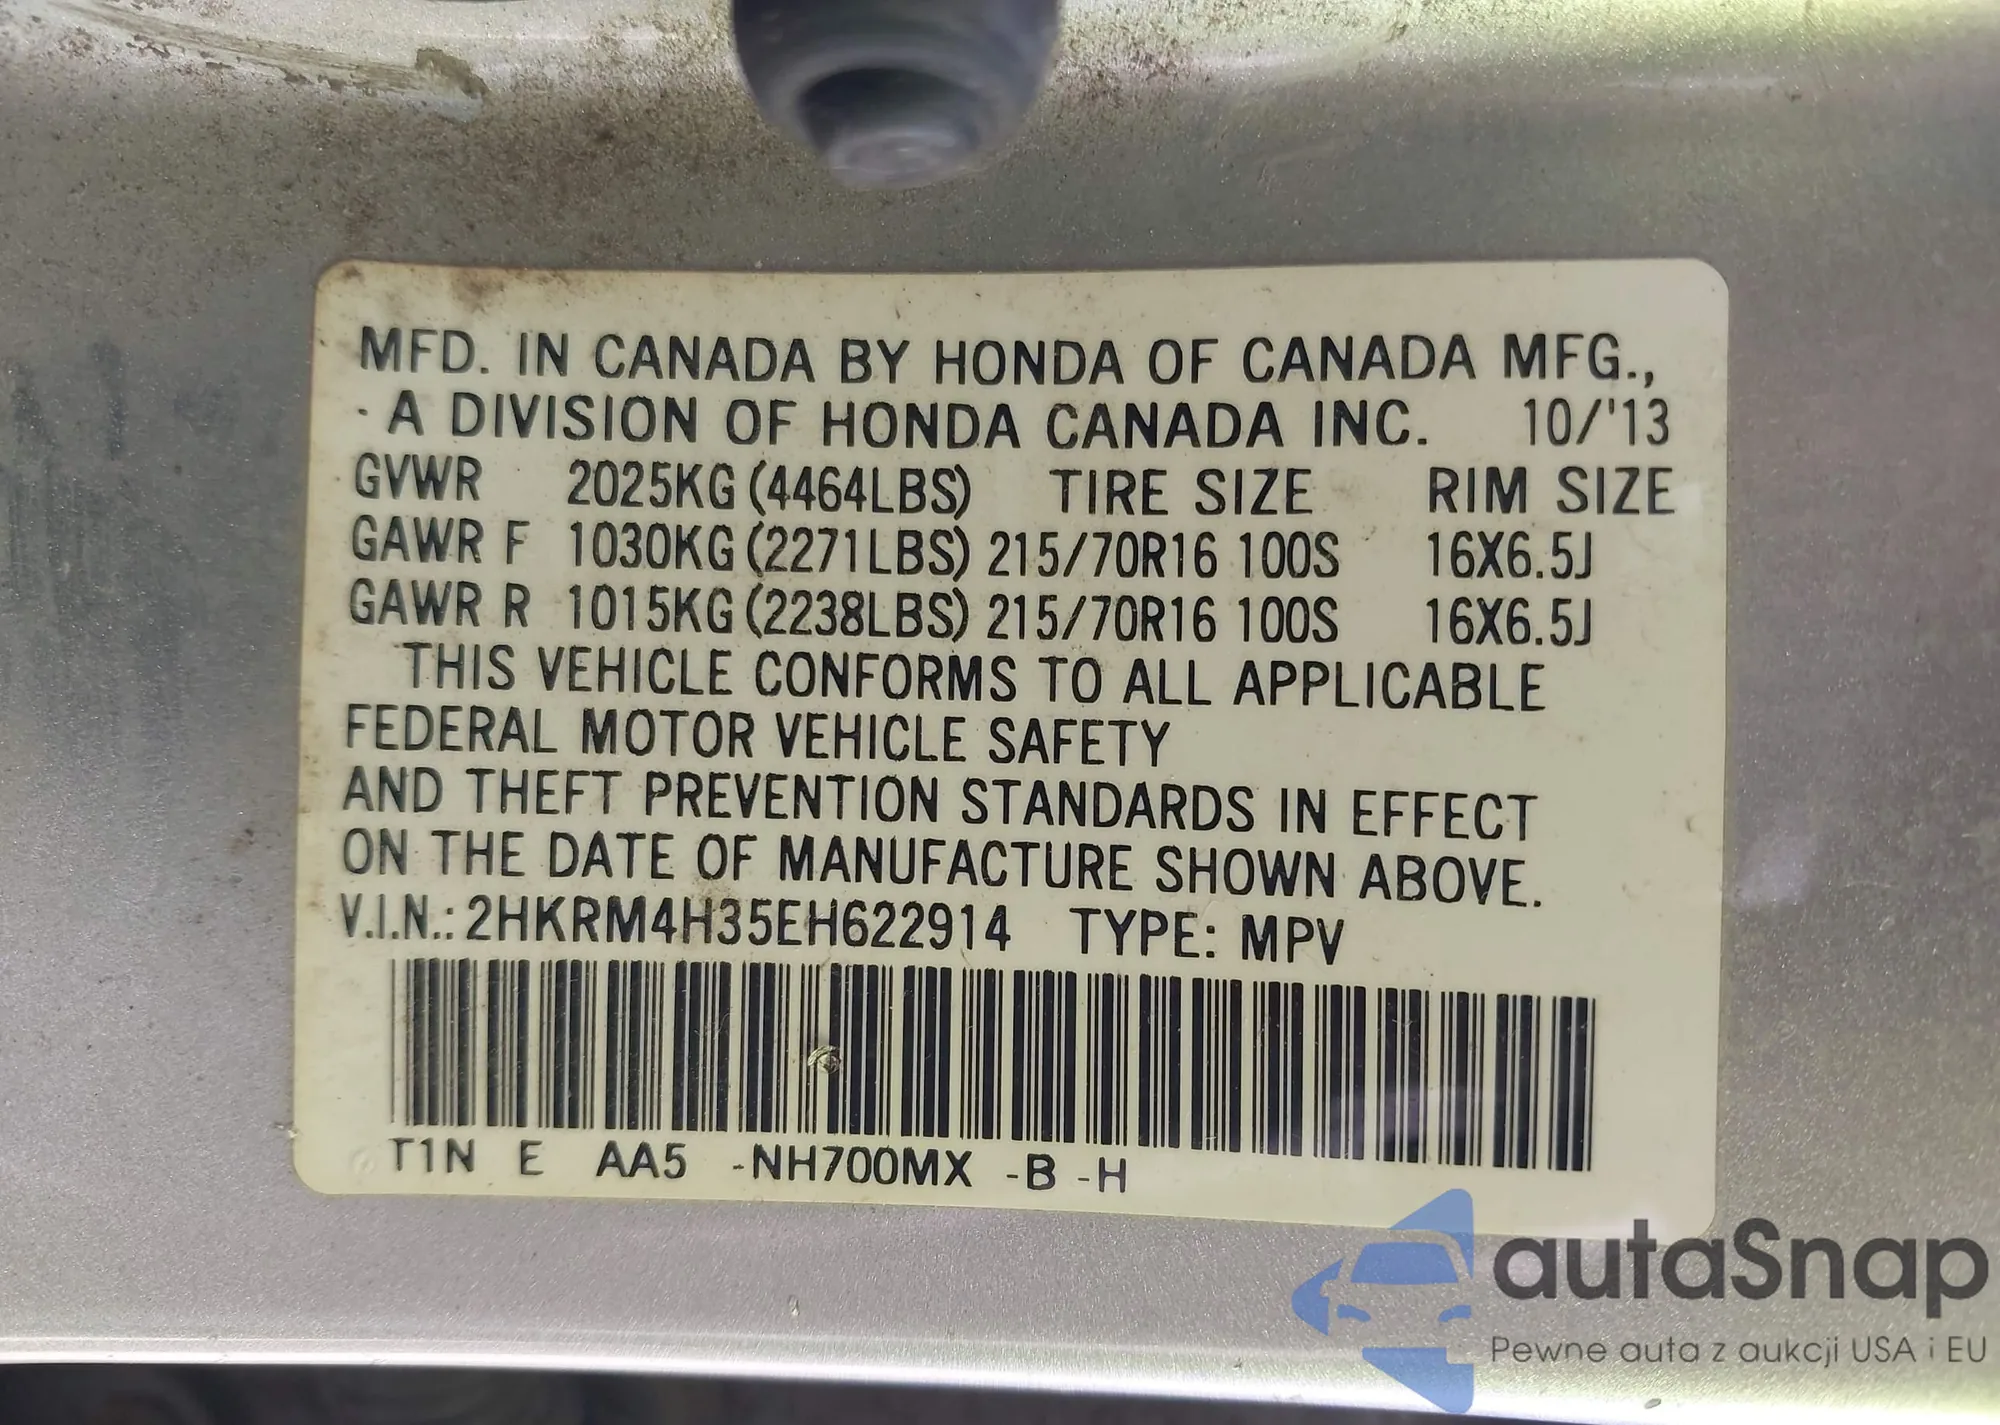 MFD. IN CANADA BY HONDA OF CANADA MFG.,
A DIVISION OF HONDA CANADA INC. 10/'13
GVWR 2025KG (4464LBS) TIRE SIZE RIM SIZE
GAWR F 1030KG (2271LBS) 215/70R16 100S 16X6.5J
GAWR R 1015KG (2238LBS) 215/70R16 100S 16X6.5J
THIS VEHICLE CONFORMS TO ALL APPLICABLE
FEDERAL MOTOR VEHICLE SAFETY
AND THEFT PREVENTION STANDARDS IN EFFECT
ON THE DATE OF MANUFACTURE SHOWN ABOVE.
V.I.N.: 2HKRM4H35EH622914 TYPE: MPV
T1N E AA5 -NH700MX -B -H
autaSnap
Pewne auta z aukcji USA i EU